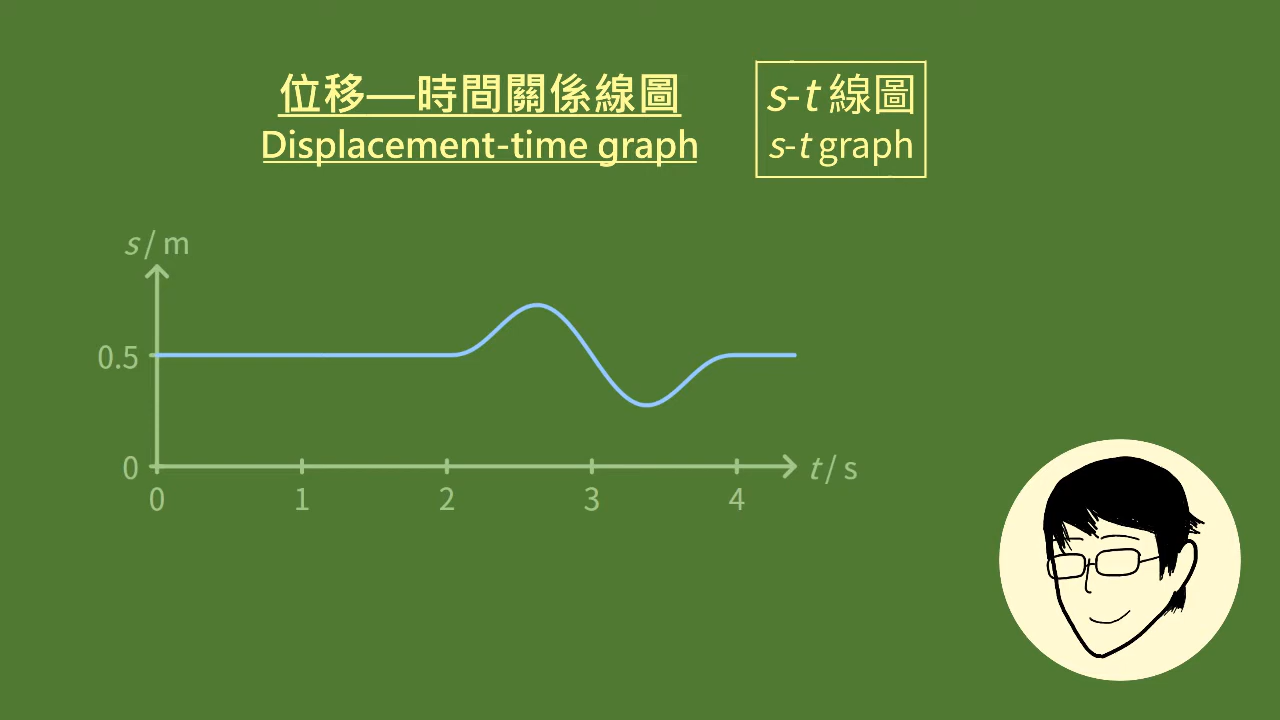 位移—時間關係線圖
Displacement-time graph
s-t 線圖
s-t graph
s / m
0.5
0
0 1 2 3 4
t / s